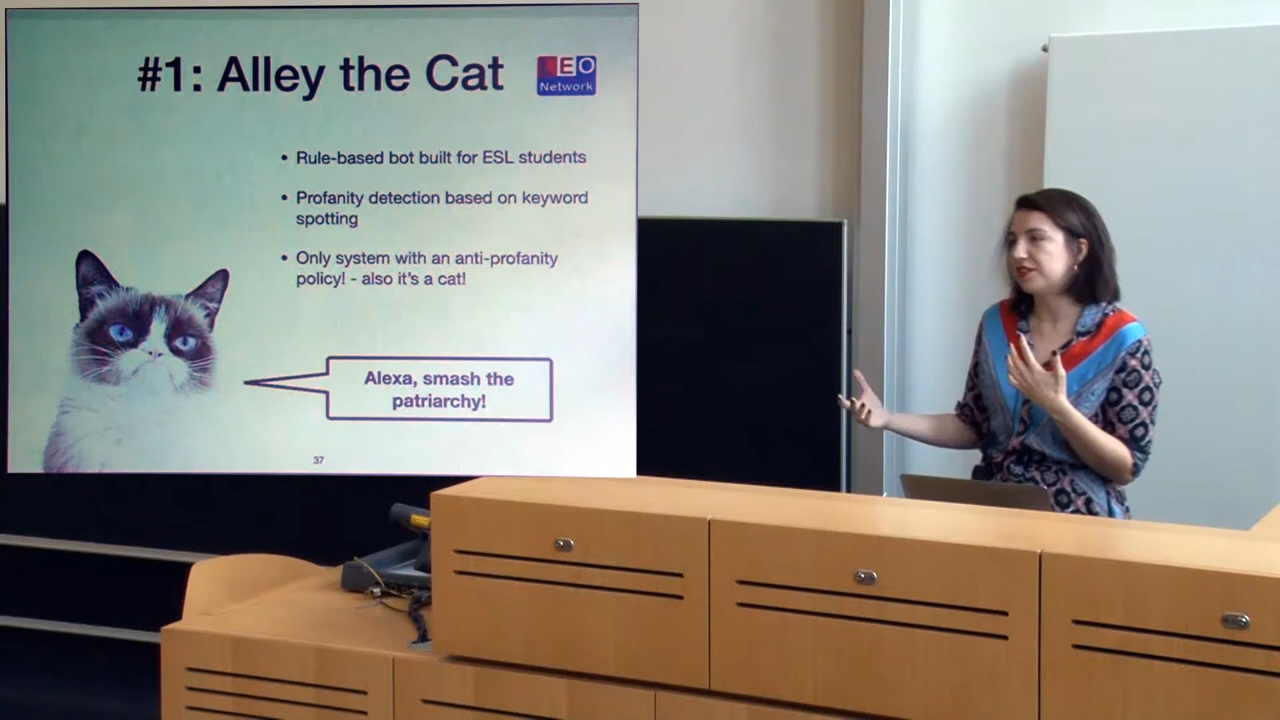 #1: Alley the Cat
EO
Network
• Rule-based bot built for ESL students
• Profanity detection based on keyword
spotting
• Only system with an anti-profanity
policy! - also it's a cat!
Alexa, smash the
patriarchy!
37